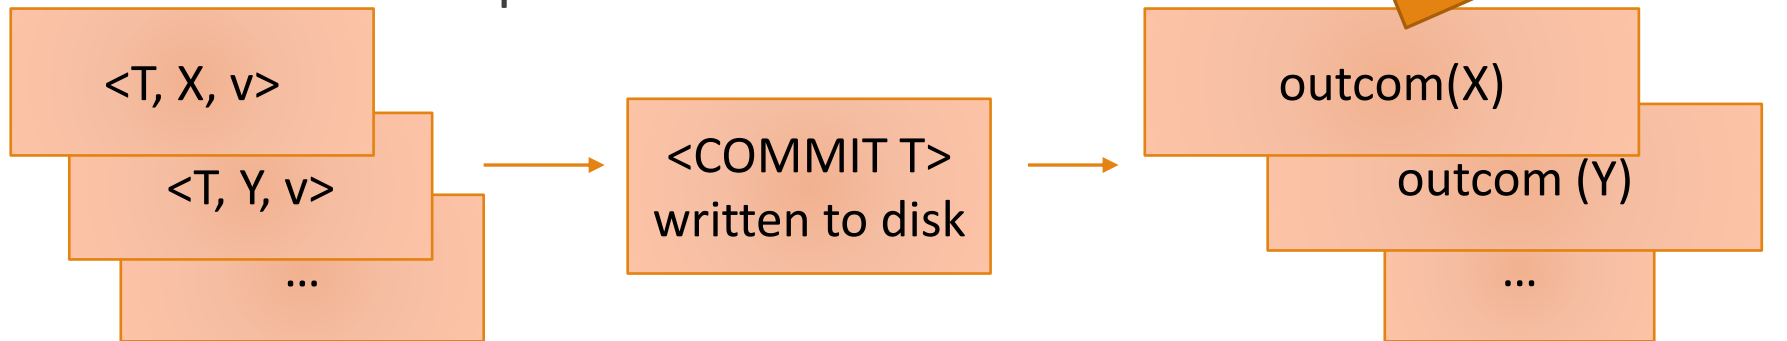 <T, X, v>
<T, Y, v>
...
<COMMIT T>
written to disk
outcom(X)
outcom (Y)
...